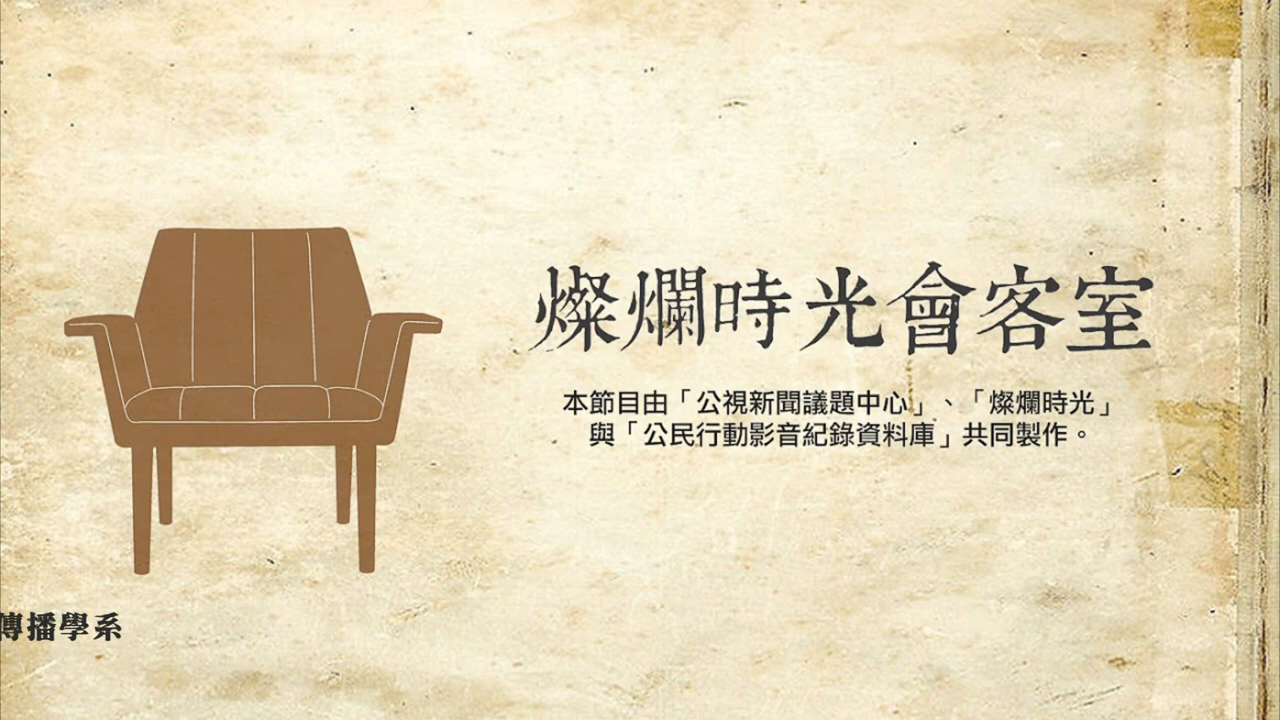 燦爛時光會客室
本節目由「公視新聞議題中心」、「燦爛時光」
與「公民行動影音紀錄資料庫」共同製作。
傳播學系